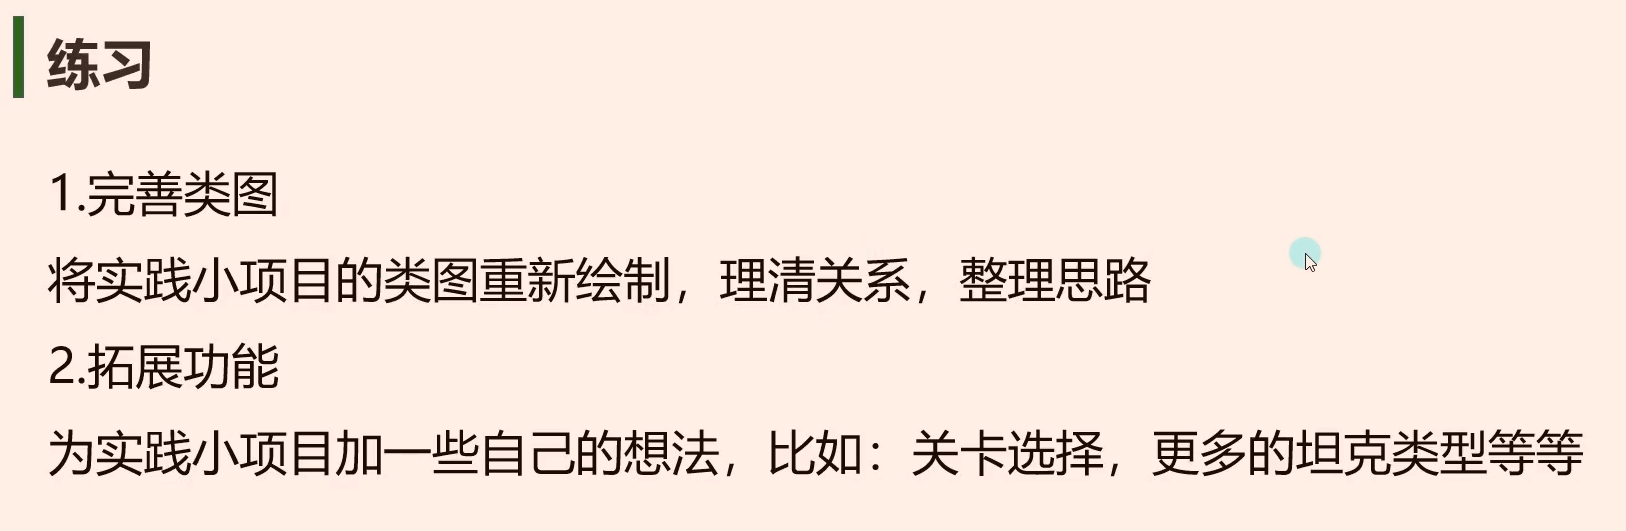 练习
1.完善类图
将实践小项目的类图重新绘制，理清关系，整理思路
2.拓展功能
为实践小项目加一些自己的想法，比如：关卡选择，更多的坦克类型等等